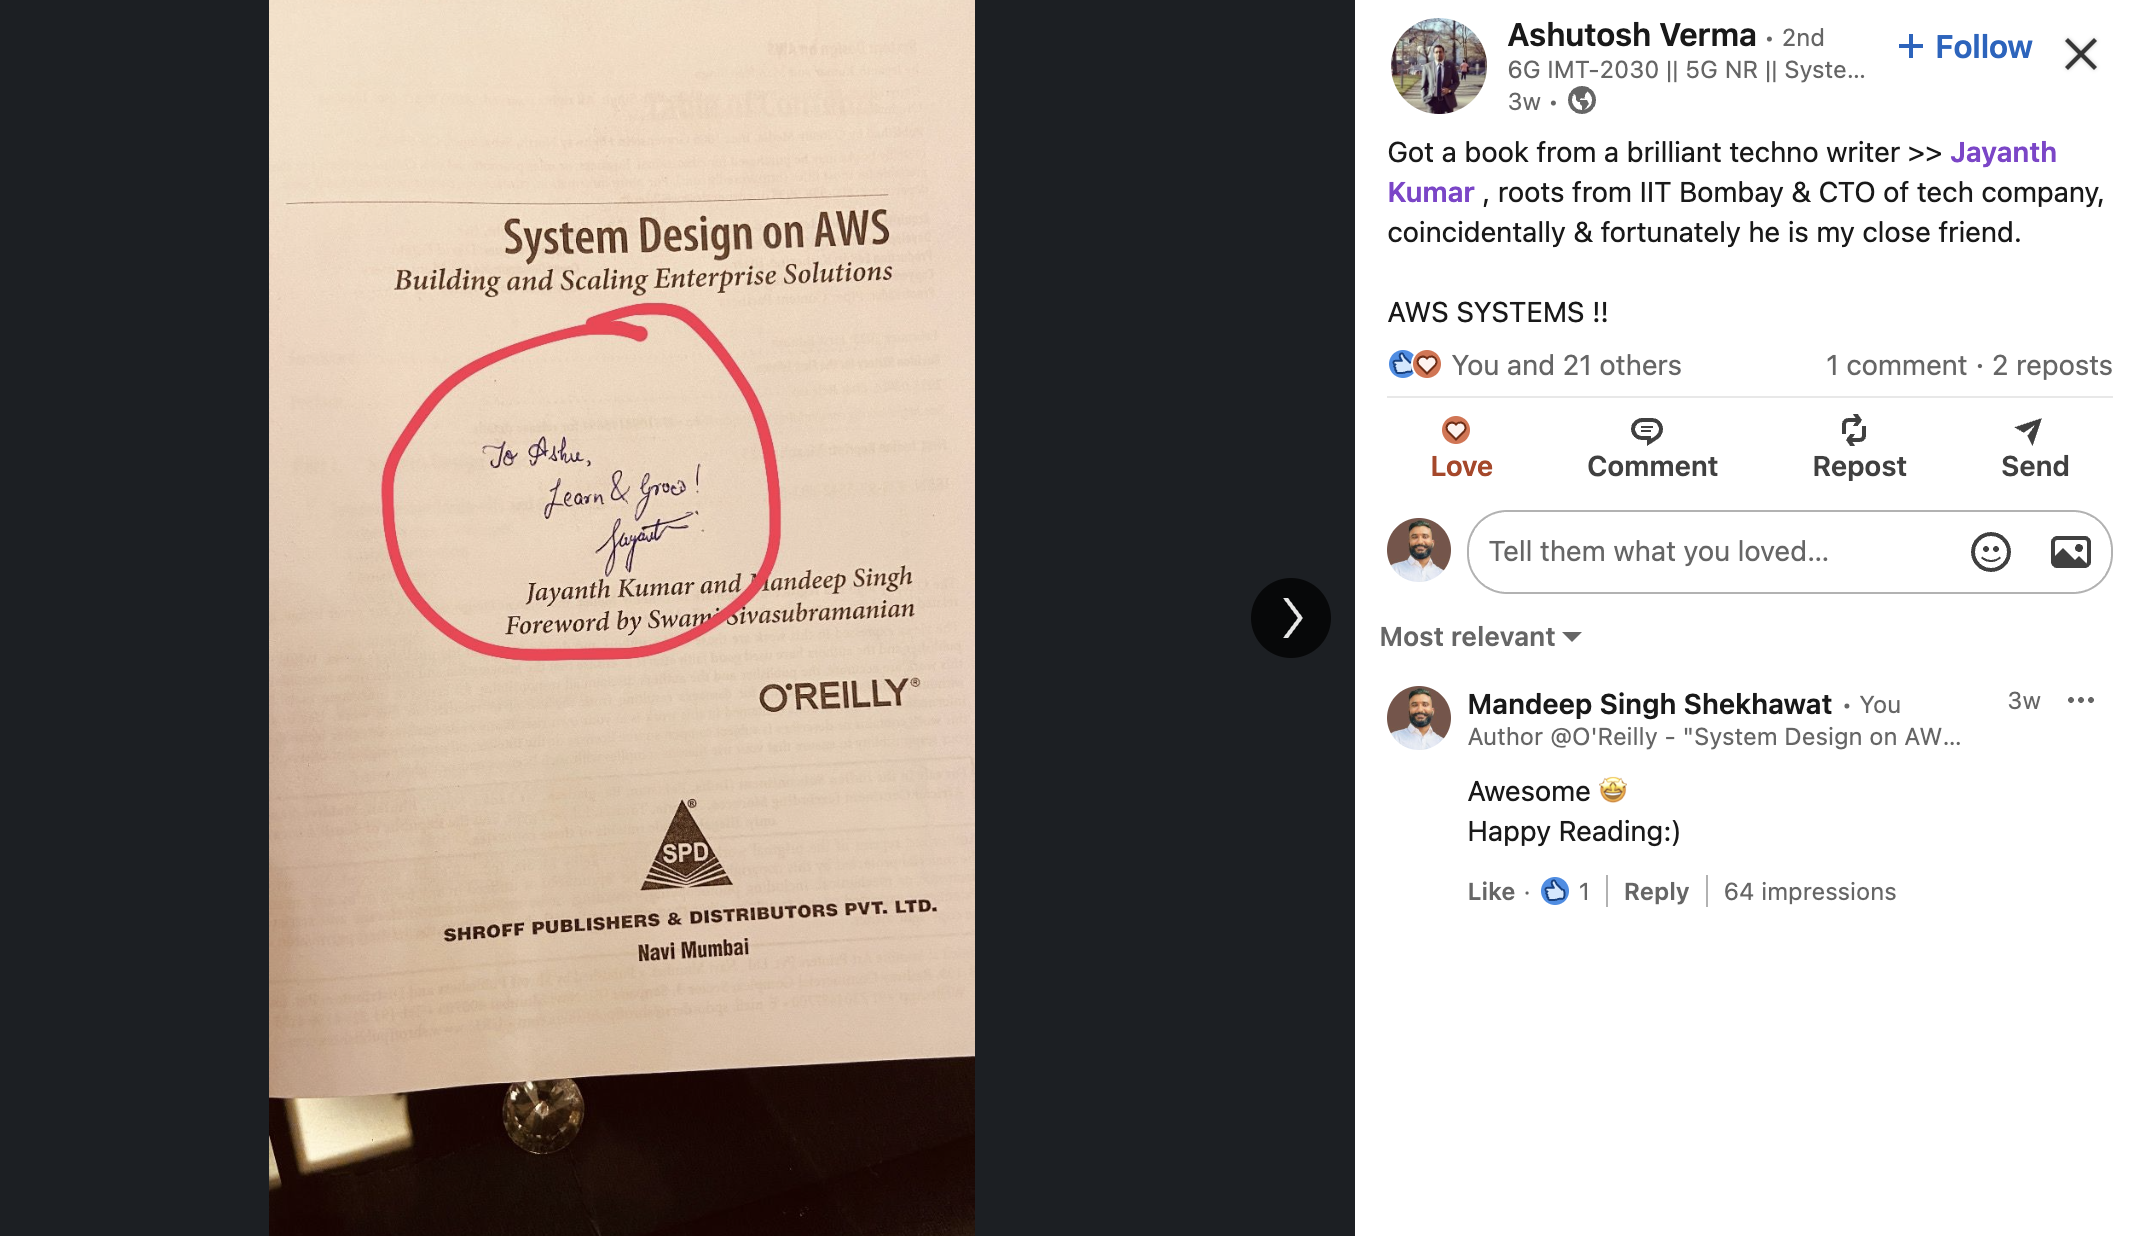 System Design on AWS
Building and Scaling Enterprise Solutions
To Ashu,
Learn & Grow!
Jayanth
Jayanth Kumar and Mandeep Singh
Foreword by Swami Sivasubramanian
O'REILLY®
®
SPD
SHROFF PUBLISHERS & DISTRIBUTORS PVT. LTD.
Navi Mumbai
Ashutosh Verma · 2nd
+ Follow
6G IMT-2030 || 5G NR || Syste...
3w ·
Got a book from a brilliant techno writer >> Jayanth
Kumar , roots from IIT Bombay & CTO of tech company,
coincidentally & fortunately he is my close friend.
AWS SYSTEMS !!
You and 21 others
1 comment · 2 reposts
Love
Comment
Repost
Send
Tell them what you loved...
Most relevant
Mandeep Singh Shekhawat · You
3w
Author @O'Reilly - "System Design on AW...
Awesome 🤩
Happy Reading:)
Like · 1 | Reply | 64 impressions